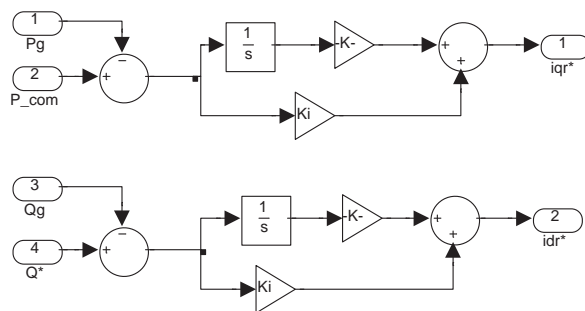 1
Pg
2
P_com
−
+
1
s
-K-
Ki
+
+
1
iqr*
3
Qg
4
Q*
−
+
1
s
-K-
Ki
+
+
2
idr*